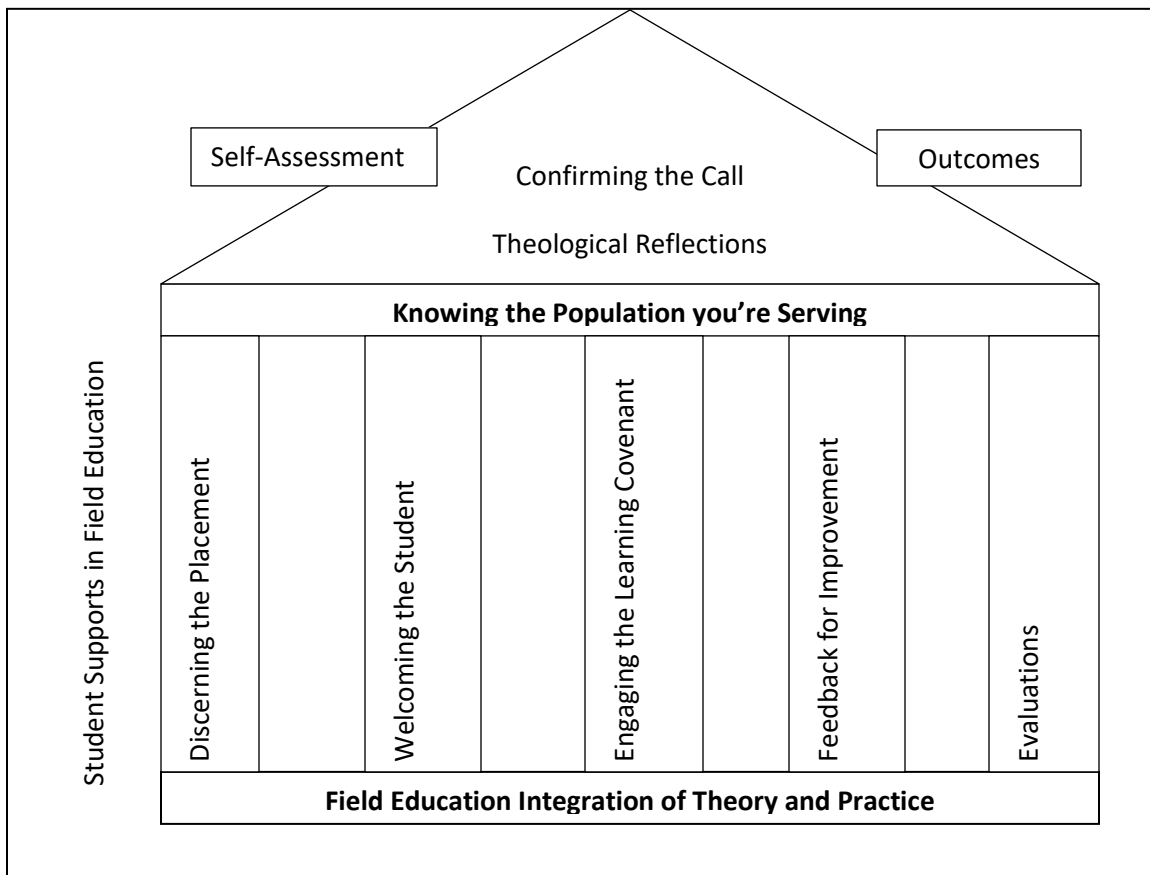 Self-Assessment
Outcomes
Confirming the Call
Theological Reflections
Knowing the Population you're Serving
Student Supports in Field Education
Discerning the Placement
Welcoming the Student
Engaging the Learning Covenant
Feedback for Improvement
Evaluations
Field Education Integration of Theory and Practice